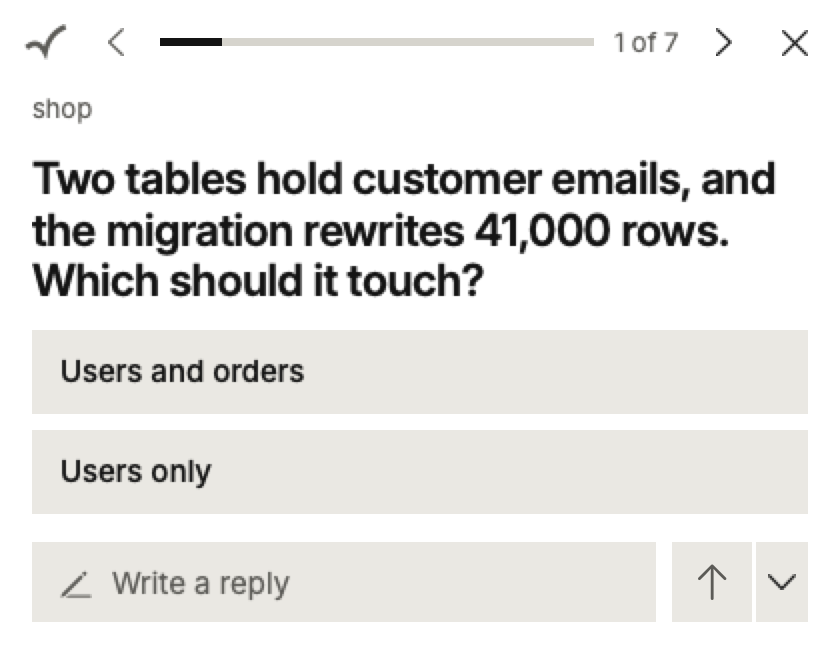 1 of 7
shop
Two tables hold customer emails, and
the migration rewrites 41,000 rows.
Which should it touch?
Users and orders
Users only
Write a reply